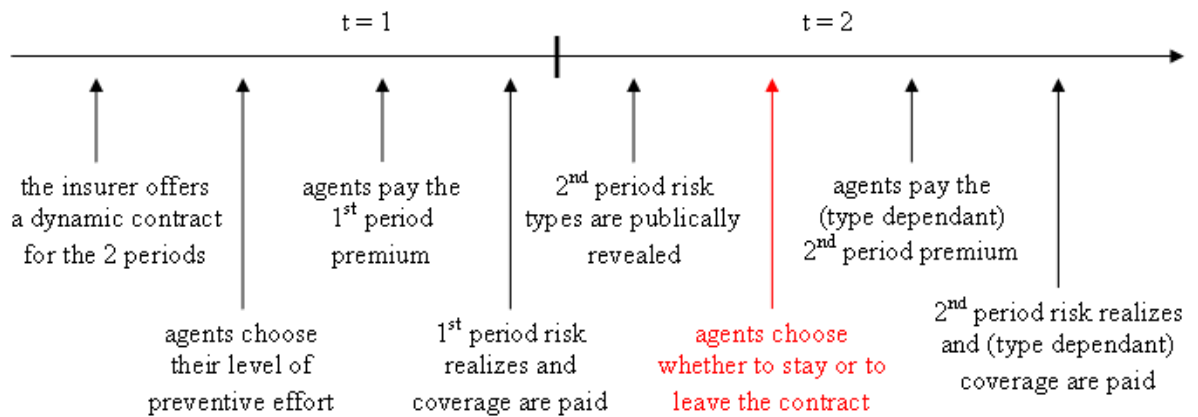 t = 1
t = 2
the insurer offers
a dynamic contract
for the 2 periods
agents choose
their level of
preventive effort
agents pay the
1st period
premium
1st period risk
realizes and
coverage are paid
2nd period risk
types are publically
revealed
agents choose
whether to stay or to
leave the contract
agents pay the
(type dependant)
2nd period premium
2nd period risk realizes
and (type dependant)
coverage are paid